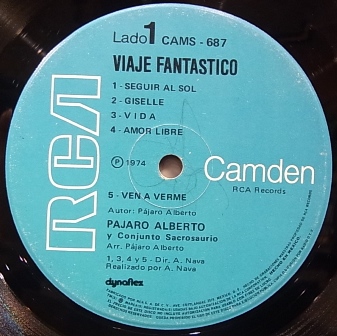 Lado 1 CAMS - 687
VIAJE FANTASTICO
1 - SEGUIR AL SOL
2 - GISELLE
3 - VIDA
4 - AMOR LIBRE
Ⓟ 1974
RCA
Camden
RCA Records
5 - VEN A VERME
Autor: Pájaro Alberto
PAJARO ALBERTO
y Conjunto Sacrosaurio
Arr. Pájaro Alberto
1, 3, 4 y 5 - Dir. A. Nava
Realizado por A. Nava
dynaflex